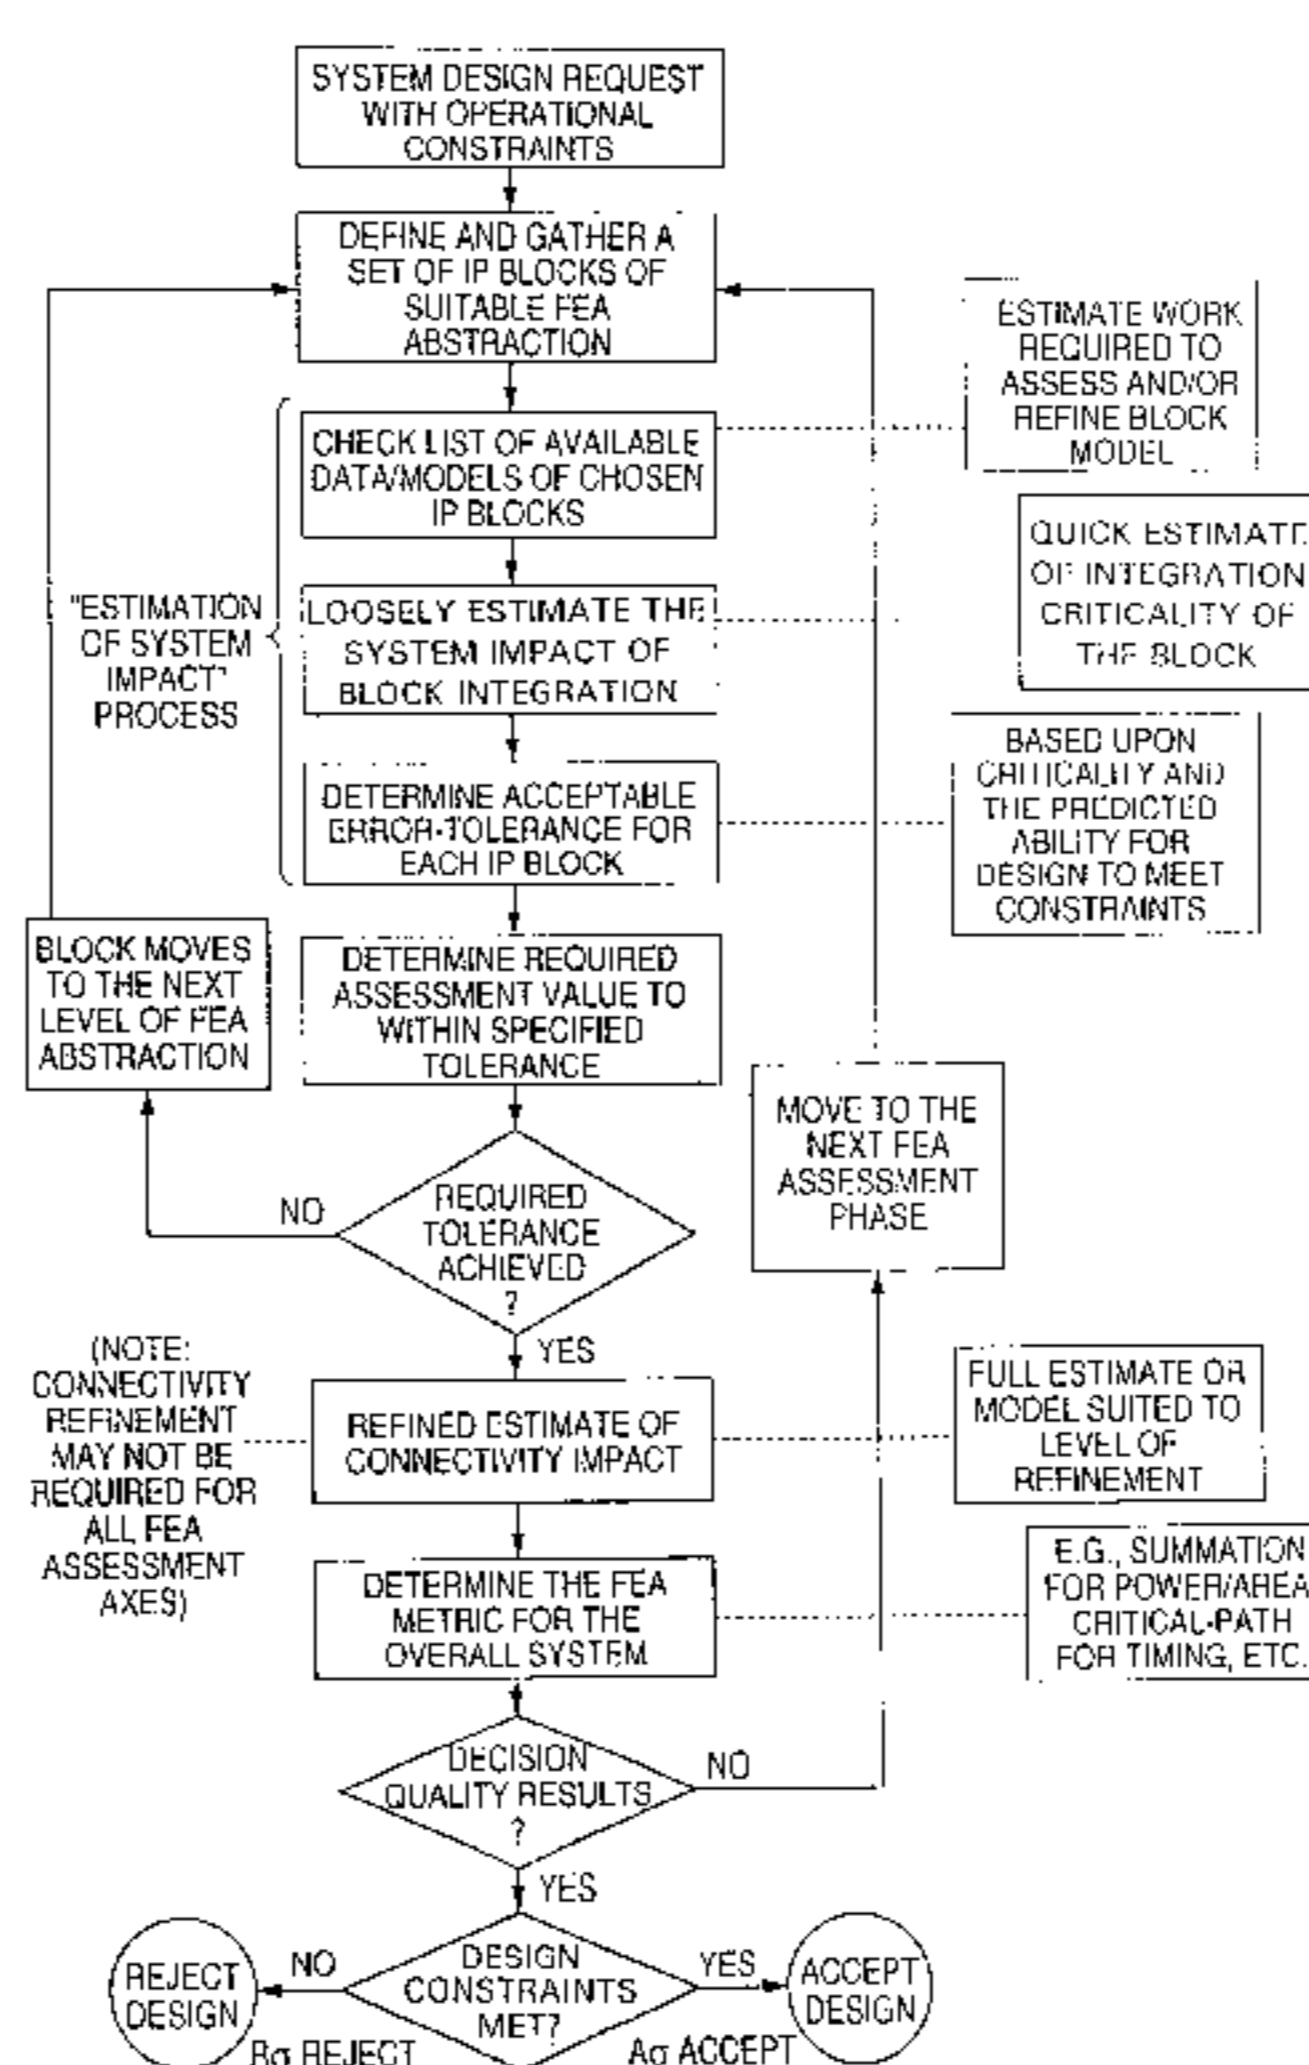 SYSTEM DESIGN REQUEST
WITH OPERATIONAL
CONSTRAINTS
DEFINE AND GATHER A
SET OF IP BLOCKS OF
SUITABLE FEA
ABSTRACTION
ESTIMATE WORK
REQUIRED TO
ASSESS AND/OR
REFINE BLOCK
MODEL
CHECK LIST OF AVAILABLE
DATA/MODELS OF CHOSEN
IP BLOCKS
QUICK ESTIMATE
OF INTEGRATION
CRITICALITY OF
THE BLOCK
"ESTIMATION
OF SYSTEM
IMPACT"
PROCESS
LOOSELY ESTIMATE THE
SYSTEM IMPACT OF
BLOCK INTEGRATION
BASED UPON
CRITICALITY AND
THE PREDICTED
ABILITY FOR
DESIGN TO MEET
CONSTRAINTS
DETERMINE ACCEPTABLE
ERROR-TOLERANCE FOR
EACH IP BLOCK
BLOCK MOVES
TO THE NEXT
LEVEL OF FEA
ABSTRACTION
DETERMINE REQUIRED
ASSESSMENT VALUE TO
WITHIN SPECIFIED
TOLERANCE
MOVE TO THE
NEXT FEA
ASSESSMENT
PHASE
NO
REQUIRED
TOLERANCE
ACHIEVED
?
YES
(NOTE:
CONNECTIVITY
REFINEMENT
MAY NOT BE
REQUIRED FOR
ALL FEA
ASSESSMENT
AXES)
REFINED ESTIMATE OF
CONNECTIVITY IMPACT
FULL ESTIMATE OR
MODEL SUITED TO
LEVEL OF
REFINEMENT
DETERMINE THE FEA
METRIC FOR THE
OVERALL SYSTEM
E.G., SUMMATION
FOR POWER/AREA
CRITICAL-PATH
FOR TIMING, ETC.
DECISION
QUALITY RESULTS
?
NO
YES
REJECT
DESIGN
NO
DESIGN
CONSTRAINTS
MET?
YES
ACCEPT
DESIGN
Bσ REJECT
Aσ ACCEPT